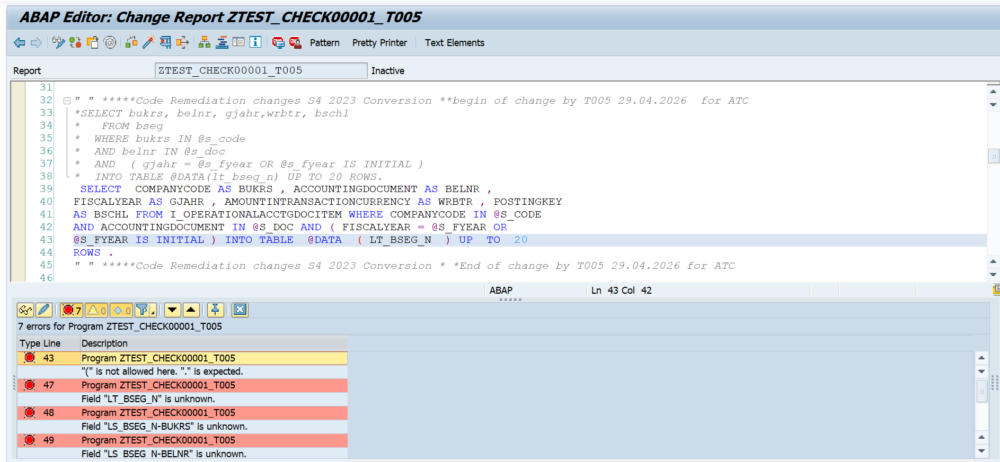 ABAP Editor: Change Report ZTEST_CHECK00001_T005
Pattern Pretty Printer Text Elements
Report ZTEST_CHECK00001_T005 Inactive
31
32 " " *****Code Remediation changes S4 2023 Conversion **begin of change by T005 29.04.2026  for ATC
33 *SELECT bukrs, belnr, gjahr,wrbtr, bschl
34 *   FROM bseg
35 *  WHERE bukrs IN @s_code
36 *  AND belnr IN @s_doc
37 *  AND  ( gjahr = @s_fyear OR @s_fyear IS INITIAL )
38 *  INTO TABLE @DATA(lt_bseg_n) UP TO 20 ROWS.
39 SELECT  COMPANYCODE AS BUKRS , ACCOUNTINGDOCUMENT AS BELNR ,
40 FISCALYEAR AS GJAHR , AMOUNTINTRANSACTIONCURRENCY AS WRBTR , POSTINGKEY
41 AS BSCHL FROM I_OPERATIONALACCTGDOCITEM WHERE COMPANYCODE IN @S_CODE
42 AND ACCOUNTINGDOCUMENT IN @S_DOC AND ( FISCALYEAR = @S_FYEAR OR
43 @S_FYEAR IS INITIAL ) INTO TABLE  @DATA  ( LT_BSEG_N  ) UP  TO  20
44 ROWS .
45 " " *****Code Remediation changes S4 2023 Conversion * *End of change by T005 29.04.2026 for ATC
46
ABAP Ln 43 Col 42
7 0 0
7 errors for Program ZTEST_CHECK00001_T005
Type Line Description
43 Program ZTEST_CHECK00001_T005
"(" is not allowed here. "." is expected.
47 Program ZTEST_CHECK00001_T005
Field "LT_BSEG_N" is unknown.
48 Program ZTEST_CHECK00001_T005
Field "LS_BSEG_N-BUKRS" is unknown.
49 Program ZTEST_CHECK00001_T005
Field "LS_BSEG_N-BELNR" is unknown.